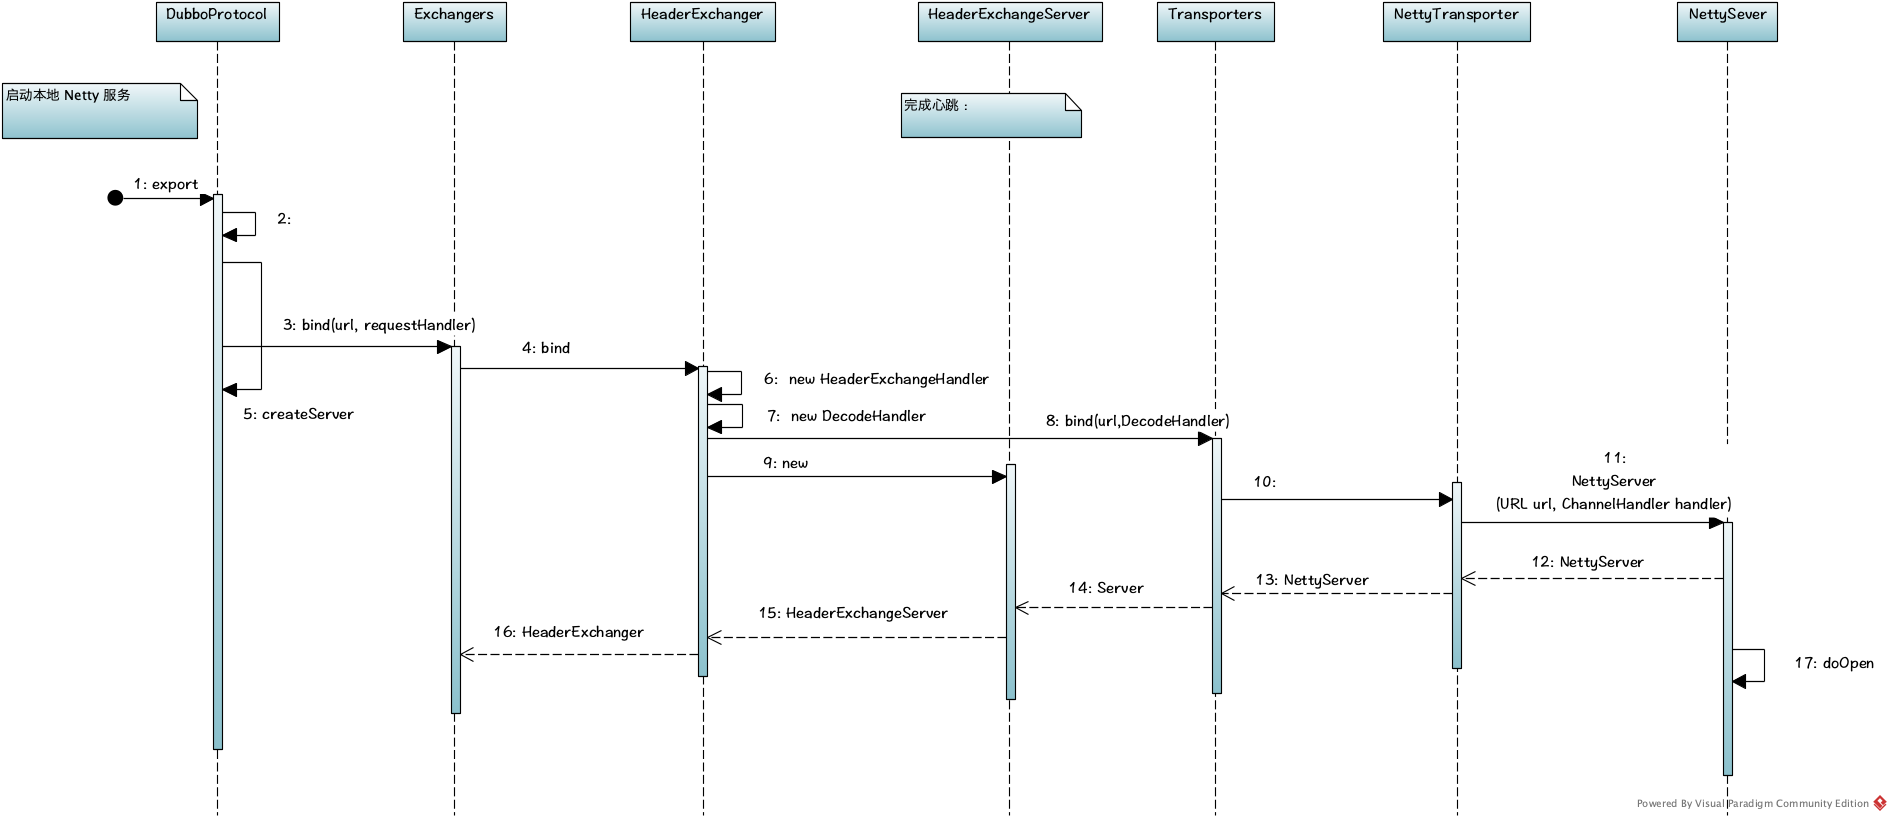 DubboProtocol
Exchangers
HeaderExchanger
HeaderExchangeServer
Transporters
NettyTransporter
NettySever
启动本地 Netty 服务
完成心跳：
1: export
2:
3: bind(url, requestHandler)
4: bind
6: new HeaderExchangeHandler
5: createServer
7: new DecodeHandler
8: bind(url,DecodeHandler)
9: new
10:
11:
NettyServer
(URL url, ChannelHandler handler)
12: NettyServer
13: NettyServer
14: Server
15: HeaderExchangeServer
16: HeaderExchanger
17: doOpen
Powered By Visual Paradigm Community Edition